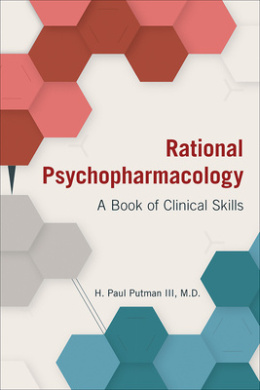 Rational
Psychopharmacology
A Book of Clinical Skills
H. Paul Putman III, M.D.